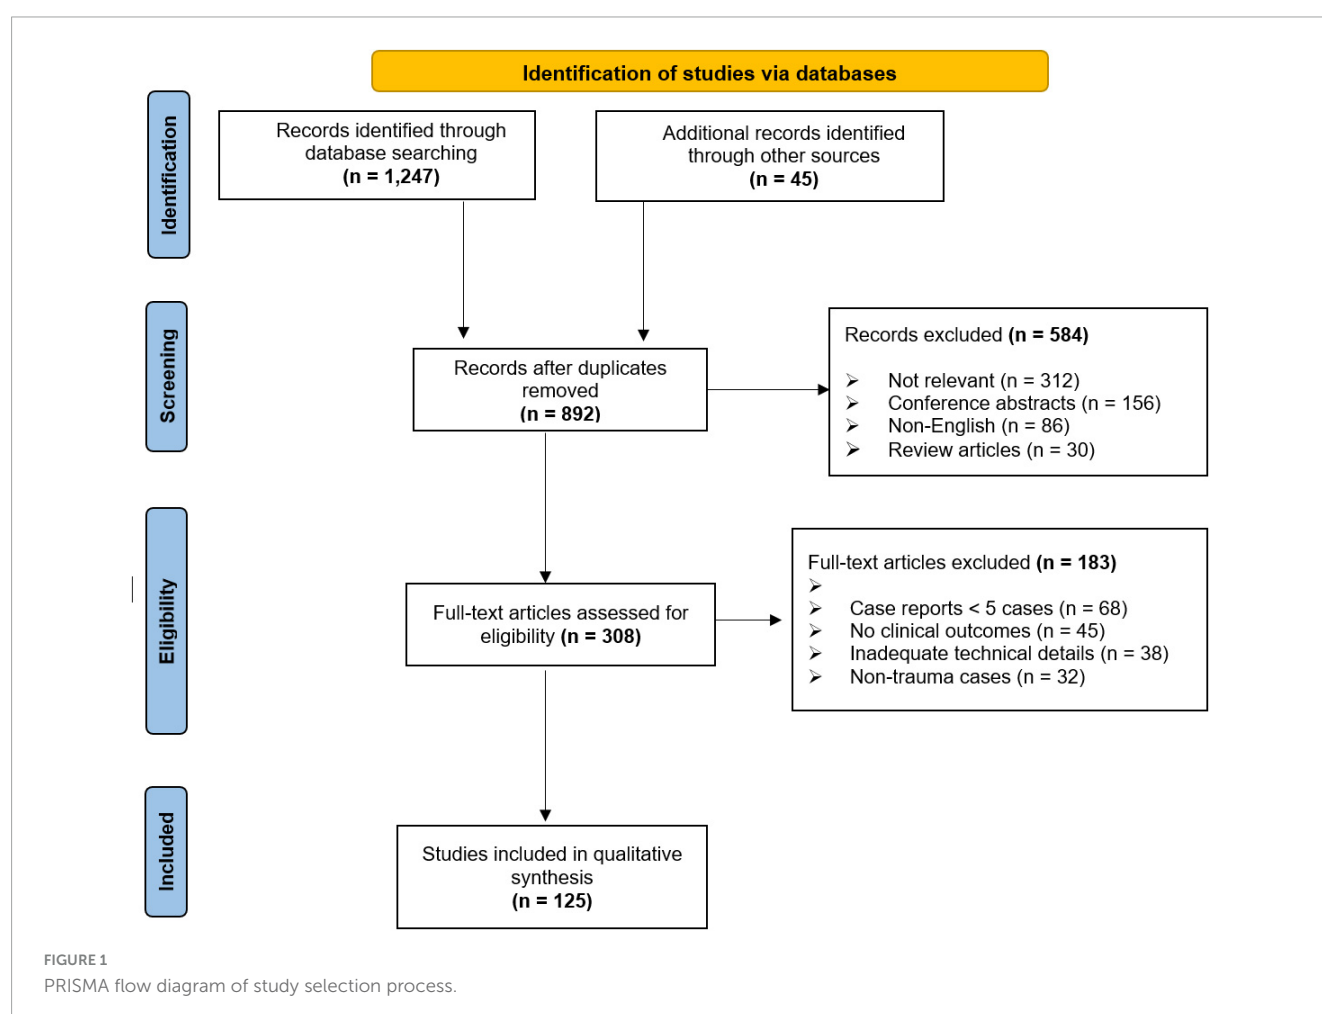 Identification of studies via databases
Identification
Records identified through
database searching
(n = 1,247)
Additional records identified
through other sources
(n = 45)
Screening
Records after duplicates
removed
(n = 892)
Records excluded (n = 584)
➢ Not relevant (n = 312)
➢ Conference abstracts (n = 156)
➢ Non-English (n = 86)
➢ Review articles (n = 30)
Eligibility
Full-text articles assessed for
eligibility (n = 308)
Full-text articles excluded (n = 183)
➢
➢ Case reports < 5 cases (n = 68)
➢ No clinical outcomes (n = 45)
➢ Inadequate technical details (n = 38)
➢ Non-trauma cases (n = 32)
Included
Studies included in qualitative
synthesis
(n = 125)
FIGURE 1
PRISMA flow diagram of study selection process.